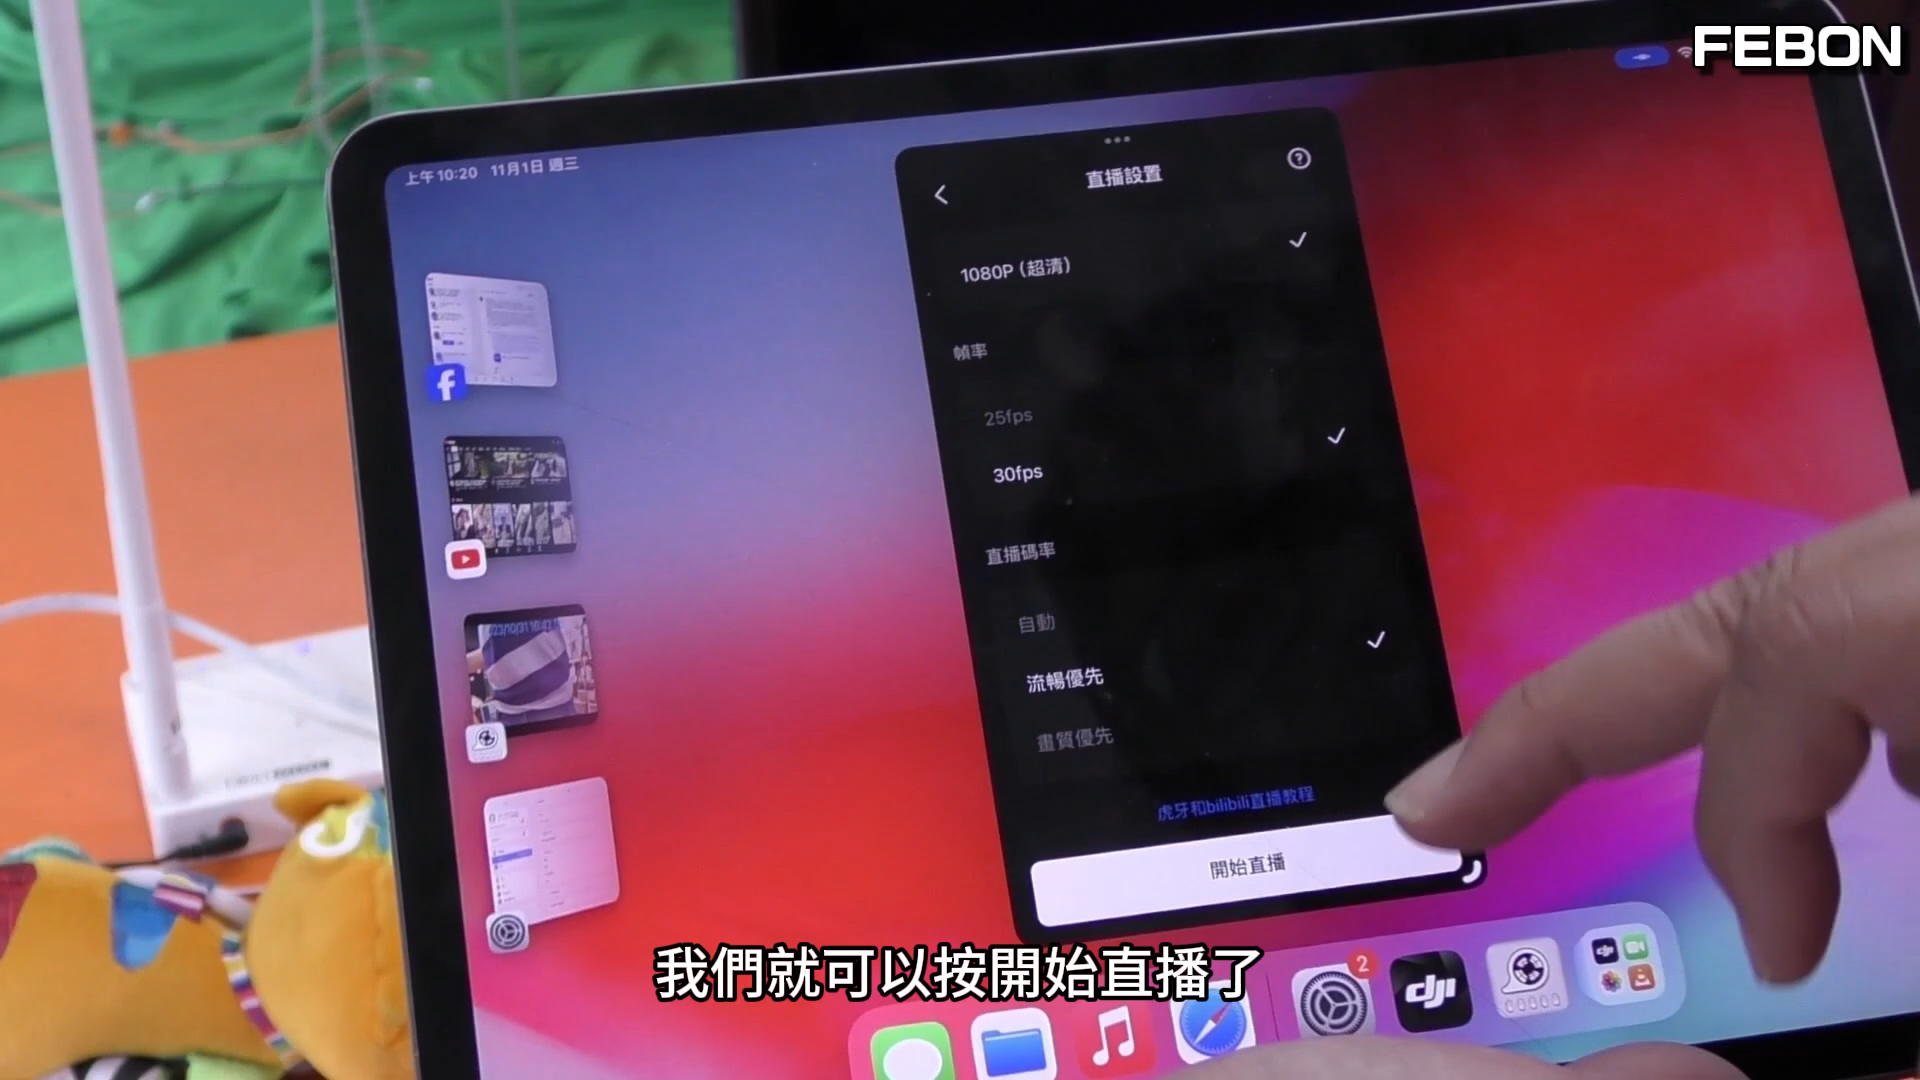 FEBON
上午10:20 11月1日 週三
直播設置
1080P (超清)
幀率
25fps
30fps
直播碼率
自動
流暢優先
畫質優先
虎牙和bilibili直播教程
開始直播
我們就可以按開始直播了
2
dji